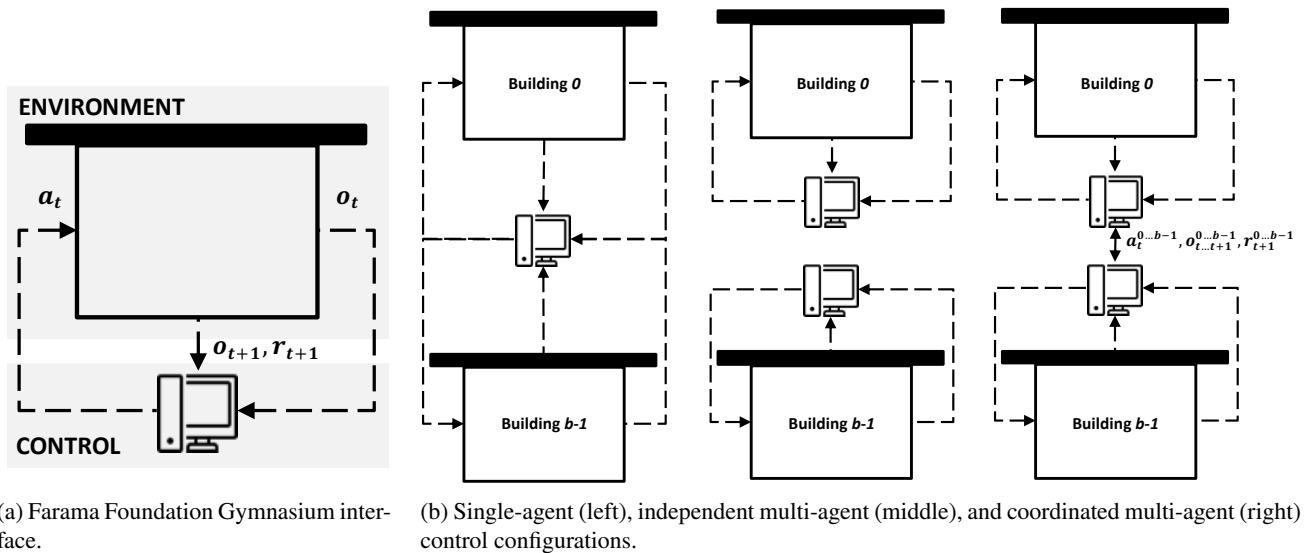 ENVIRONMENT
a_t
o_t
o_{t+1}, r_{t+1}
CONTROL
(a) Farama Foundation Gymnasium inter-
face.
Building 0
Building b-1
Building 0
Building b-1
Building 0
a_t^{0...b-1}, o_{t...t+1}^{0...b-1}, r_{t+1}^{0...b-1}
Building b-1
(b) Single-agent (left), independent multi-agent (middle), and coordinated multi-agent (right)
control configurations.